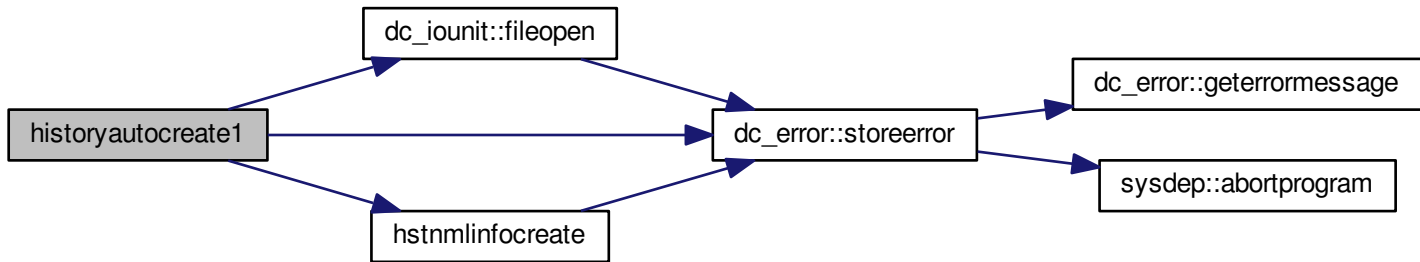 dc_iounit::fileopen
dc_error::geterrormessage
historyautocreate1
dc_error::storeerror
sysdep::abortprogram
hstnmlinfocreate